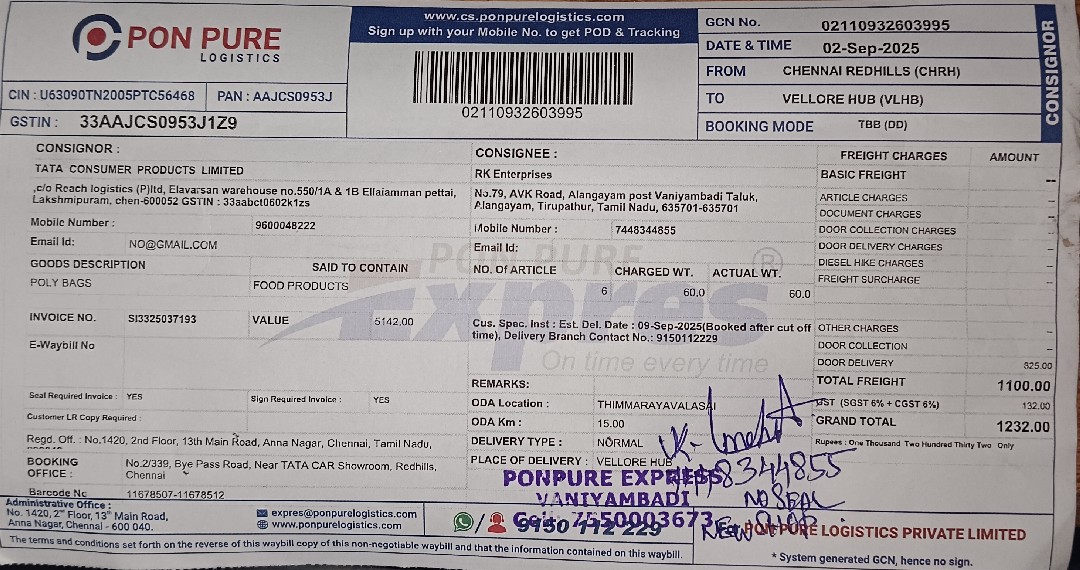 PON PURE
LOGISTICS
www.cs.ponpurelogistics.com
Sign up with your Mobile No. to get POD & Tracking
02110932603995
GCN No. 02110932603995
DATE & TIME 02-Sep-2025
FROM CHENNAI REDHILLS (CHRH)
TO VELLORE HUB (VLHB)
BOOKING MODE TBB (DD)
CONSIGNOR
CIN : U63090TN2005PTC56468 PAN : AAJCS0953J
GSTIN : 33AAJCS0953J1Z9
CONSIGNOR :
TATA CONSUMER PRODUCTS LIMITED
,c/o Reach logistics (P)ltd, Elavarsan warehouse no.550/1A & 1B Ellaiamman pettai,
Lakshmipuram, chen-600052 GSTIN : 33aabct0602k1zs
Mobile Number : 9600048222
Email Id: NO@GMAIL.COM
GOODS DESCRIPTION SAID TO CONTAIN
POLY BAGS FOOD PRODUCTS
INVOICE NO. SI3325037193 VALUE 5142.00
E-Waybill No
Seal Required Invoice : YES Sign Required Invoice : YES
Customer LR Copy Required :
Regd. Off. : No.1420, 2nd Floor, 13th Main Road, Anna Nagar, Chennai, Tamil Nadu,
BOOKING OFFICE : No.2/339, Bye Pass Road, Near TATA CAR Showroom, Redhills,
Chennai
Barcode No 11678507-11678512
CONSIGNEE :
RK Enterprises
No.79, AVK Road, Alangayam post Vaniyambadi Taluk,
Alangayam, Tirupathur, Tamil Nadu, 635701-635701
Mobile Number : 7448344855
Email Id:
NO. Of ARTICLE CHARGED WT. ACTUAL WT.
6 60.0 60.0
PON PURE
Expres ®
On time every time
Cus. Spec. Inst : Est. Del. Date : 09-Sep-2025(Booked after cut off
time), Delivery Branch Contact No.: 9150112229
REMARKS:
ODA Location : THIMMARAYAVALASAI
ODA Km : 15.00
DELIVERY TYPE : NORMAL
PLACE OF DELIVERY : VELLORE HUB
FREIGHT CHARGES AMOUNT
BASIC FREIGHT --
ARTICLE CHARGES --
DOCUMENT CHARGES --
DOOR COLLECTION CHARGES --
DOOR DELIVERY CHARGES --
DIESEL HIKE CHARGES --
FREIGHT SURCHARGE --
OTHER CHARGES --
DOOR COLLECTION --
DOOR DELIVERY 825.00
TOTAL FREIGHT 1100.00
GST (SGST 6% + CGST 6%) 132.00
GRAND TOTAL 1232.00
Rupees : One Thousand Two Hundred Thirty Two Only
PONPURE EXPRESS
VANIYAMBADI
7550003673
8344855
NO SEAL
Administrative Office :
No. 1420, 2nd Floor, 13th Main Road,
Anna Nagar, Chennai - 600 040.
expres@ponpurelogistics.com
www.ponpurelogistics.com
9150 112 229
PON PURE LOGISTICS PRIVATE LIMITED
The terms and conditions set forth on the reverse of this waybill copy of this non-negotiable waybill and that the information contained on this waybill.
* System generated GCN, hence no sign.